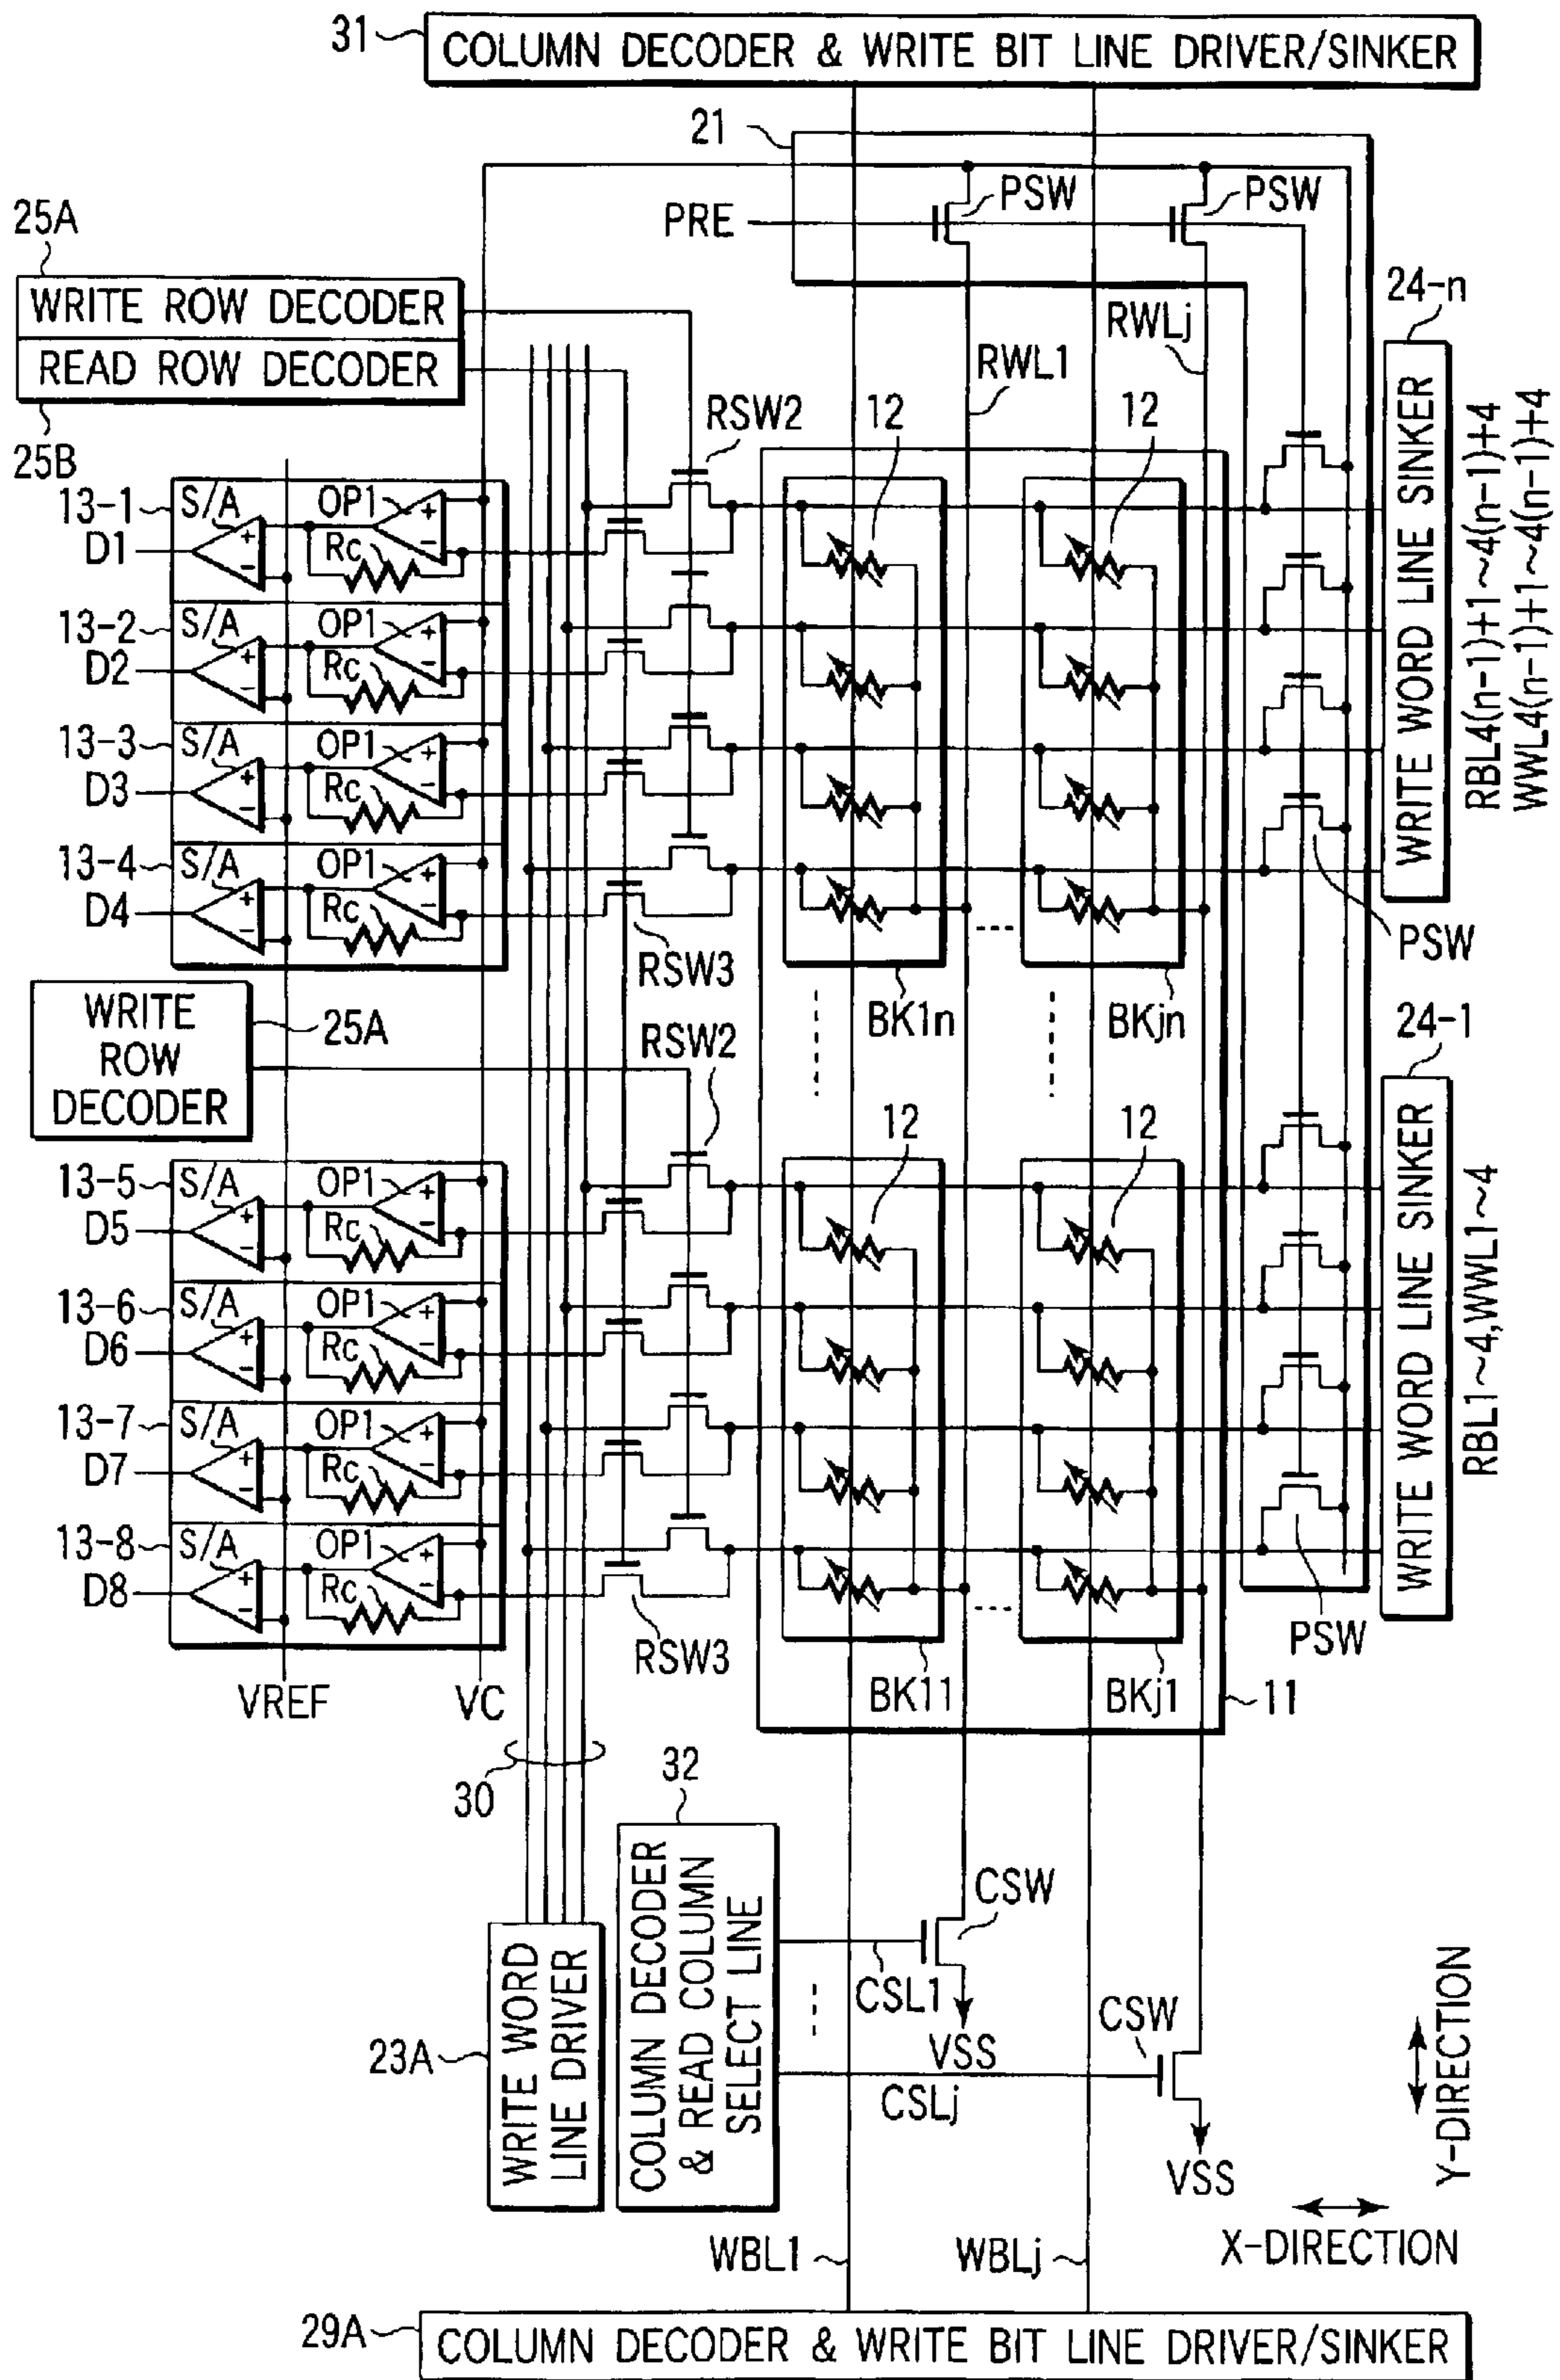 31
COLUMN DECODER & WRITE BIT LINE DRIVER/SINKER
21
PRE
PSW
PSW
25A
WRITE ROW DECODER
READ ROW DECODER
25B
RWLj
RWL1
24-n
WRITE WORD LINE SINKER
RBL4(n-1)+1~4(n-1)+4
WWL4(n-1)+1~4(n-1)+4
RSW2
12
12
13-1
S/A
OP1
D1
Rc
13-2
S/A
OP1
D2
Rc
13-3
S/A
OP1
D3
Rc
13-4
S/A
OP1
D4
Rc
RSW3
PSW
BK1n
BKjn
WRITE
ROW
DECODER
25A
RSW2
24-1
WRITE WORD LINE SINKER
RBL1~4,WWL1~4
12
12
13-5
S/A
OP1
D5
Rc
13-6
S/A
OP1
D6
Rc
13-7
S/A
OP1
D7
Rc
13-8
S/A
OP1
D8
Rc
RSW3
PSW
BK11
BKj1
11
VREF
VC
30
32
COLUMN DECODER
& READ COLUMN
SELECT LINE
CSW
CSL1
VSS
CSW
CSLj
VSS
23A
WRITE WORD
LINE DRIVER
Y-DIRECTION
X-DIRECTION
WBL1
WBLj
29A
COLUMN DECODER & WRITE BIT LINE DRIVER/SINKER